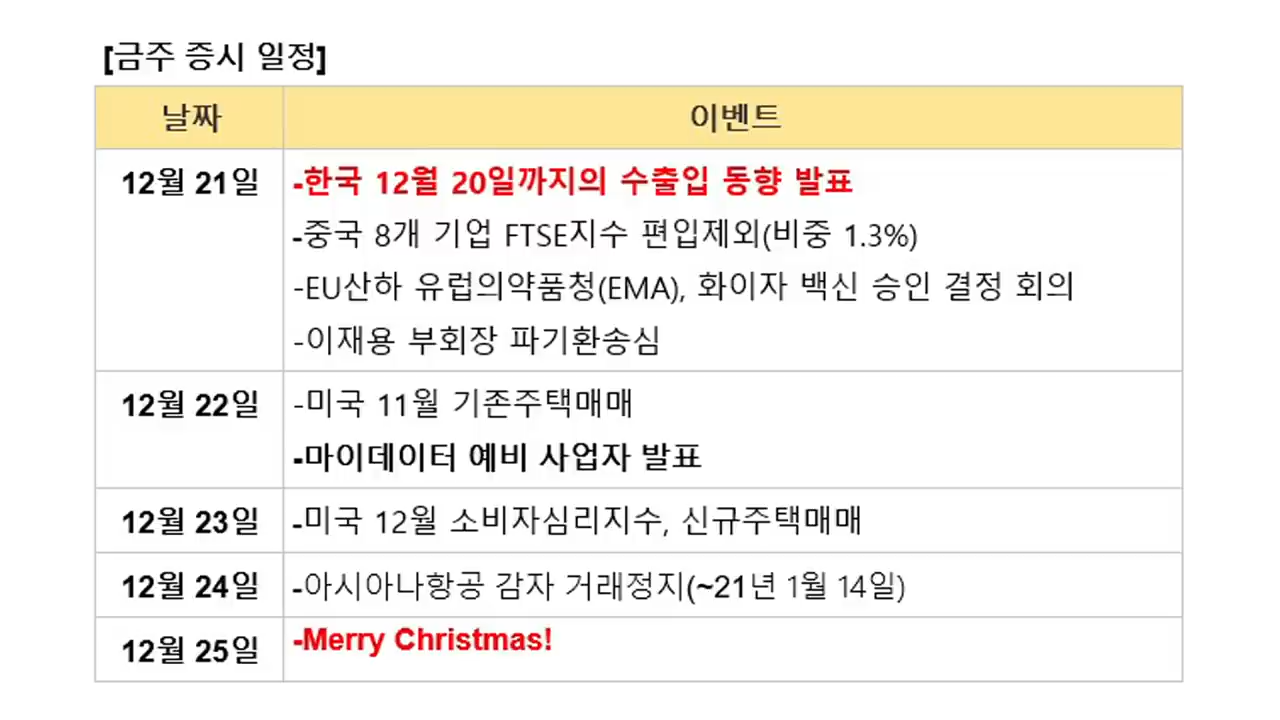 [금주 증시 일정]
날짜 이벤트
12월 21일 -한국 12월 20일까지의 수출입 동향 발표
-중국 8개 기업 FTSE지수 편입제외(비중 1.3%)
-EU산하 유럽의약품청(EMA), 화이자 백신 승인 결정 회의
-이재용 부회장 파기환송심
12월 22일 -미국 11월 기존주택매매
-마이데이터 예비 사업자 발표
12월 23일 -미국 12월 소비자심리지수, 신규주택매매
12월 24일 -아시아나항공 감자 거래정지(~21년 1월 14일)
12월 25일 -Merry Christmas!